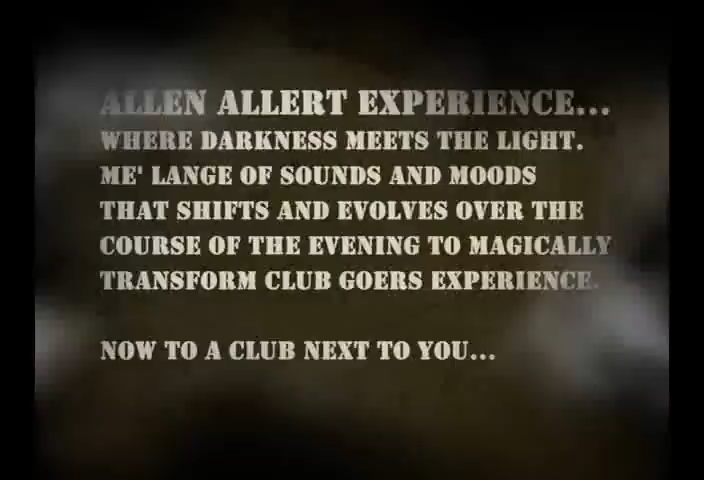 ALLEN ALLERT EXPERIENCE...
WHERE DARKNESS MEETS THE LIGHT.
ME' LANGE OF SOUNDS AND MOODS
THAT SHIFTS AND EVOLVES OVER THE
COURSE OF THE EVENING TO MAGICALLY
TRANSFORM CLUB GOERS EXPERIENCE.
NOW TO A CLUB NEXT TO YOU...